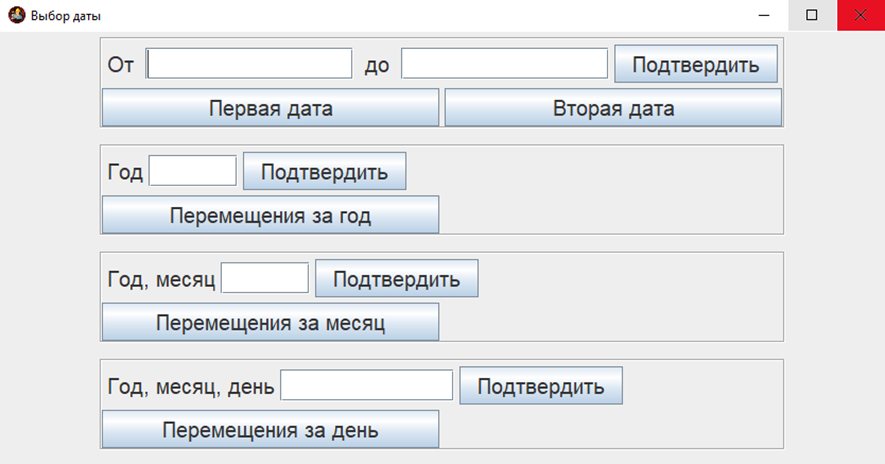 Выбор даты
От до Подтвердить
Первая дата Вторая дата
Год Подтвердить
Перемещения за год
Год, месяц Подтвердить
Перемещения за месяц
Год, месяц, день Подтвердить
Перемещения за день